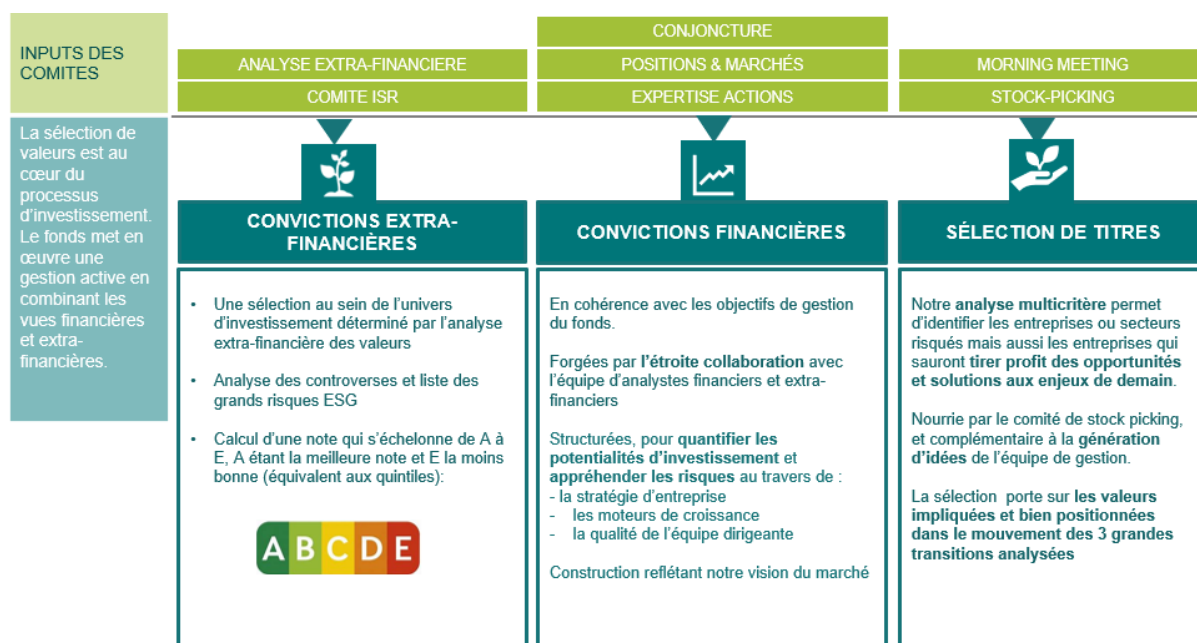 INPUTS DES
COMITES
ANALYSE EXTRA-FINANCIERE
COMITE ISR
CONJONCTURE
POSITIONS & MARCHÉS
EXPERTISE ACTIONS
MORNING MEETING
STOCK-PICKING
La sélection de
valeurs est au
cœur du
processus
d'investissement.
Le fonds met en
œuvre une
gestion active en
combinant les
vues financières
et extra-
financières.
CONVICTIONS EXTRA-
FINANCIÈRES
• Une sélection au sein de l'univers
d'investissement déterminé par l'analyse
extra-financière des valeurs
• Analyse des controverses et liste des
grands risques ESG
• Calcul d'une note qui s'échelonne de A à
E, A étant la meilleure note et E la moins
bonne (équivalent aux quintiles):
A B C D E
CONVICTIONS FINANCIÈRES
En cohérence avec les objectifs de gestion
du fonds.
Forgées par l'étroite collaboration avec
l'équipe d'analystes financiers et extra-
financiers
Structurées, pour quantifier les
potentialités d'investissement et
appréhender les risques au travers de :
- la stratégie d'entreprise
- les moteurs de croissance
- la qualité de l'équipe dirigeante
Construction reflétant notre vision du marché
SÉLECTION DE TITRES
Notre analyse multicritère permet
d'identifier les entreprises ou secteurs
risqués mais aussi les entreprises qui
sauront tirer profit des opportunités
et solutions aux enjeux de demain.
Nourrie par le comité de stock picking,
et complémentaire à la génération
d'idées de l'équipe de gestion.
La sélection porte sur les valeurs
impliquées et bien positionnées
dans le mouvement des 3 grandes
transitions analysées